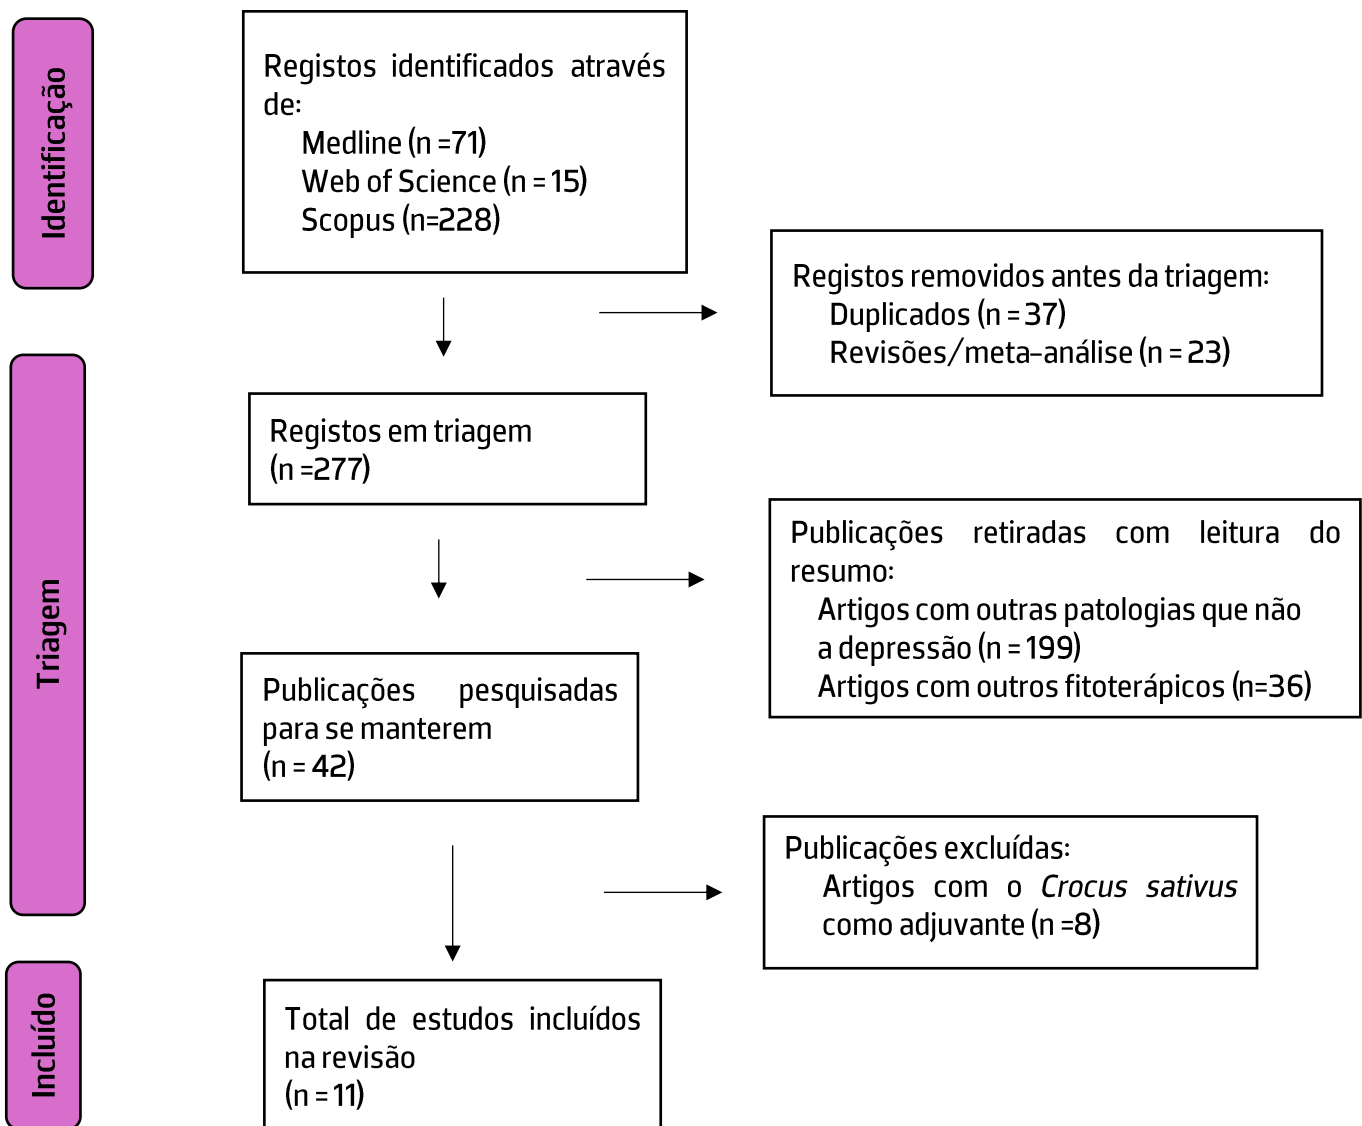 Identificação
Registos identificados através
de:
Medline (n =71)
Web of Science (n = 15)
Scopus (n=228)
Registos removidos antes da triagem:
Duplicados (n = 37)
Revisões/meta-análise (n = 23)
Triagem
Registos em triagem
(n =277)
Publicações retiradas com leitura do
resumo:
Artigos com outras patologias que não
a depressão (n = 199)
Artigos com outros fitoterápicos (n=36)
Publicações pesquisadas
para se manterem
(n = 42)
Publicações excluídas:
Artigos com o Crocus sativus
como adjuvante (n =8)
Incluído
Total de estudos incluídos
na revisão
(n = 11)